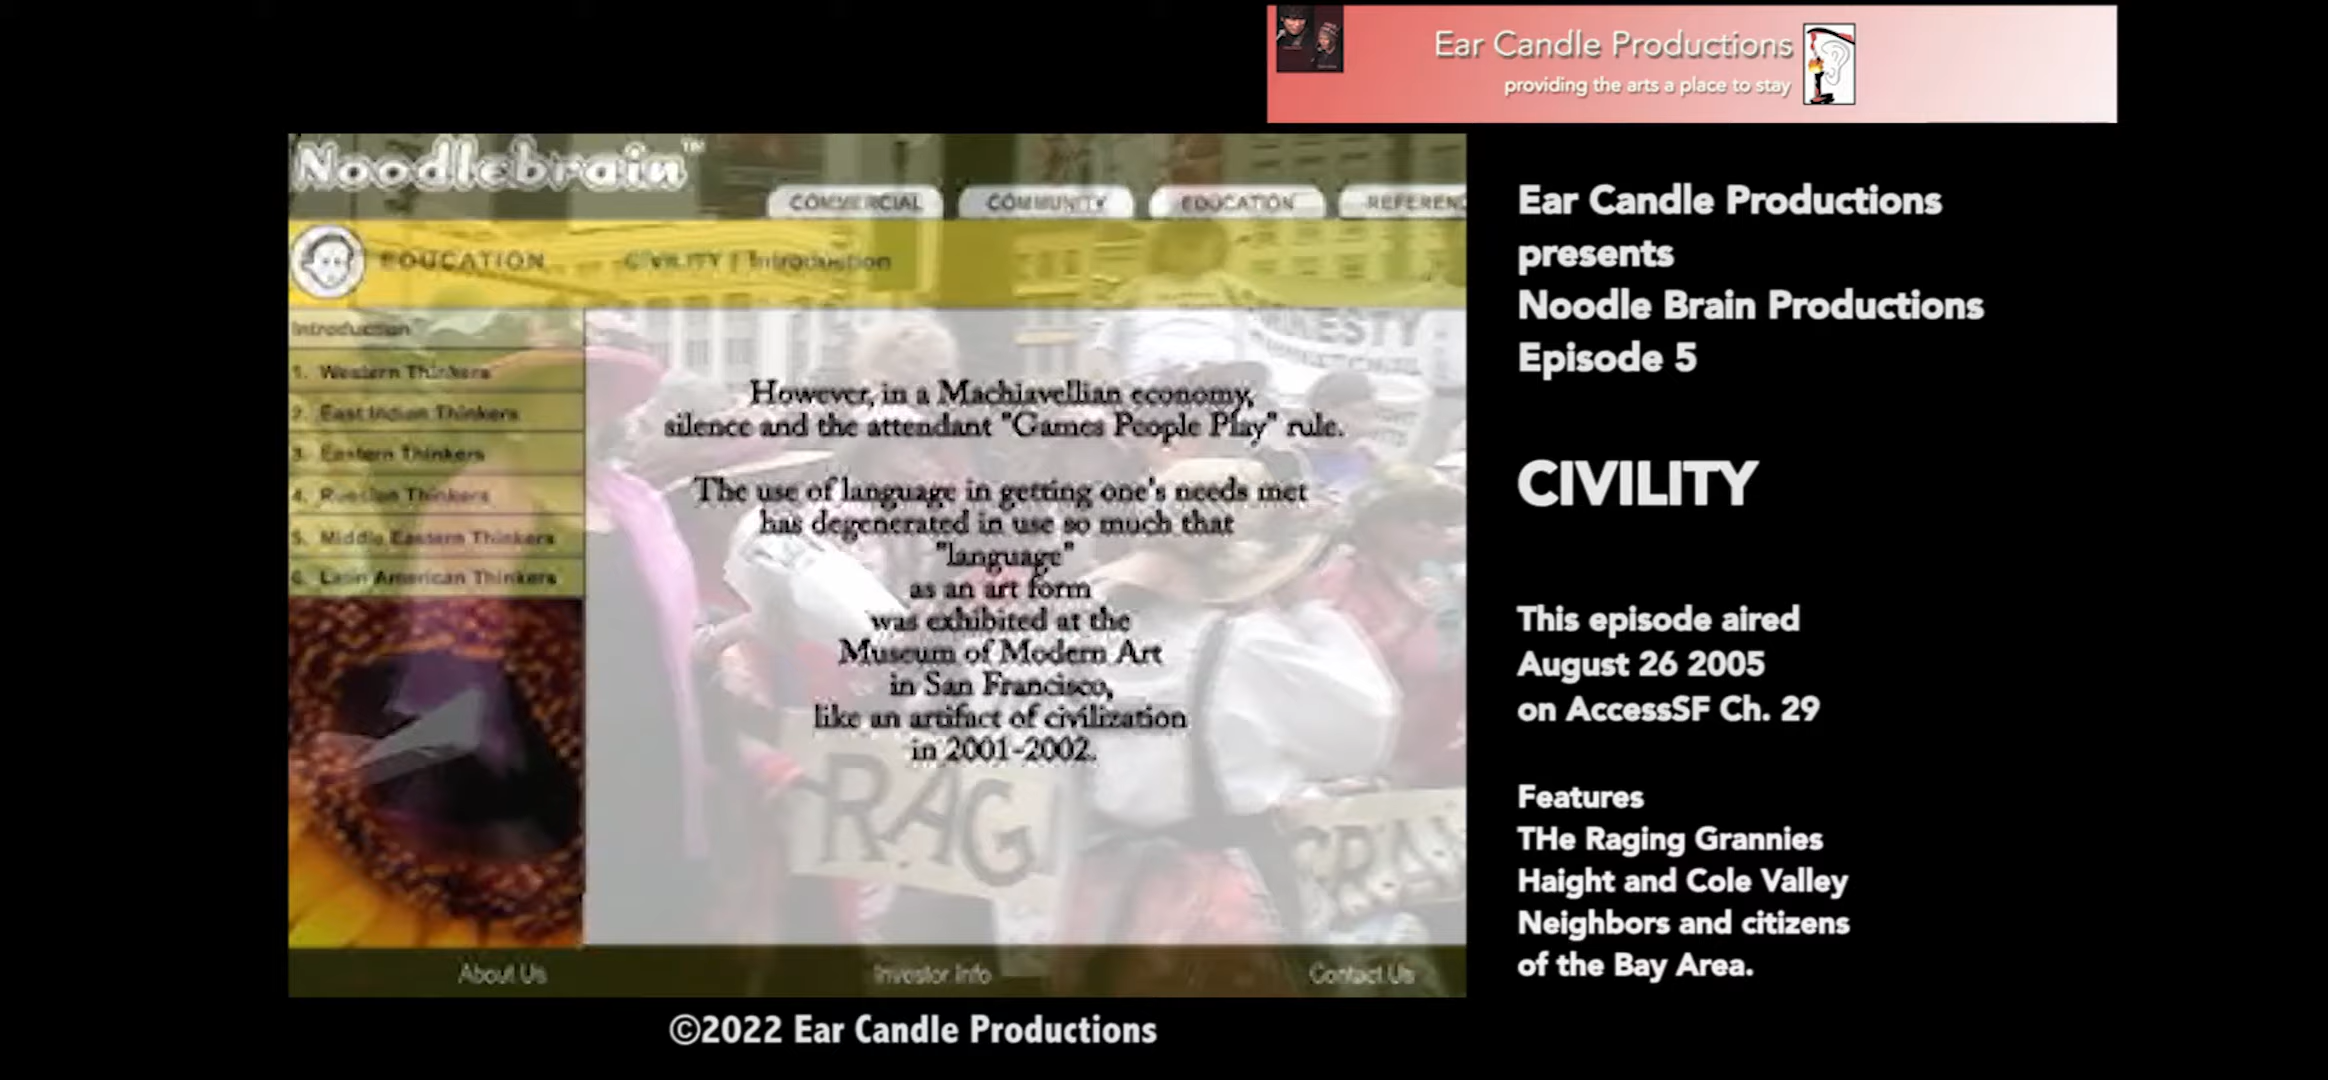 Ear Candle Productions
providing the arts a place to stay
Noodlebrain™
COMMERCIAL
COMMUNITY
EDUCATION
REFERENC
EDUCATION
CIVILITY | Introduction
Introduction
1. Western Thinkers
2. East Indian Thinkers
3. Eastern Thinkers
4. Russian Thinkers
5. Middle Eastern Thinkers
6. Latin American Thinkers
However, in a Machiavellian economy,
silence and the attendant "Games People Play" rule.
The use of language in getting one's needs met
has degenerated in use so much that
"language"
as an art form
was exhibited at the
Museum of Modern Art
in San Francisco,
like an artifact of civilization
in 2001-2002.
RAG
GRAN
About Us
Investor Info
Contact Us
Ear Candle Productions
presents
Noodle Brain Productions
Episode 5
CIVILITY
This episode aired
August 26 2005
on AccessSF Ch. 29
Features
THe Raging Grannies
Haight and Cole Valley
Neighbors and citizens
of the Bay Area.
©2022 Ear Candle Productions